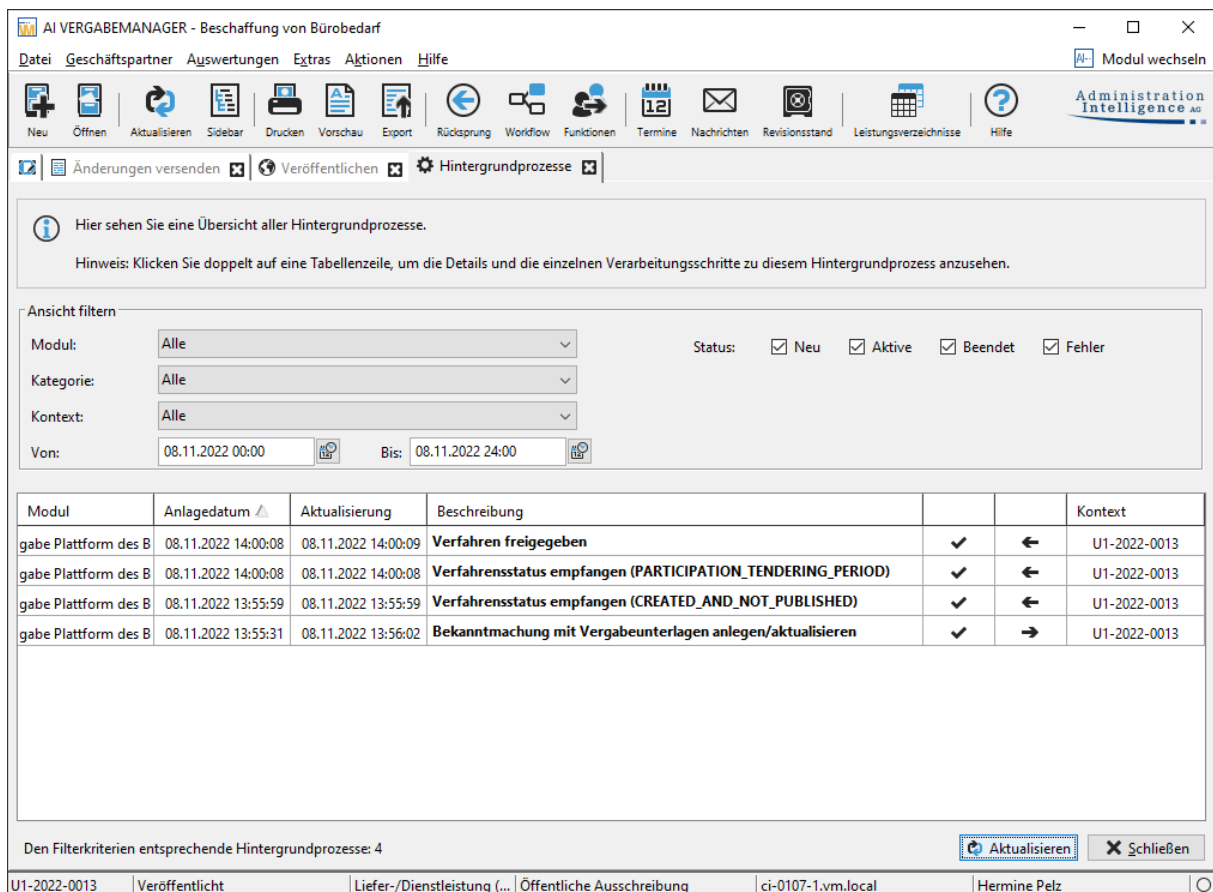 AI VERGABEMANAGER - Beschaffung von Bürobedarf
Datei Geschäftspartner Auswertungen Extras Aktionen Hilfe AI-- Modul wechseln
Neu Öffnen Aktualisieren Sidebar Drucken Vorschau Export Rücksprung Workflow Funktionen Termine Nachrichten Revisionsstand Leistungsverzeichnisse Hilfe
Administration
Intelligence AG
Änderungen versenden Veröffentlichen Hintergrundprozesse
Hier sehen Sie eine Übersicht aller Hintergrundprozesse.
Hinweis: Klicken Sie doppelt auf eine Tabellenzeile, um die Details und die einzelnen Verarbeitungsschritte zu diesem Hintergrundprozess anzusehen.
Ansicht filtern
Modul: Alle Status: Neu Aktive Beendet Fehler
Kategorie: Alle
Kontext: Alle
Von: 08.11.2022 00:00 Bis: 08.11.2022 24:00
Modul Anlagedatum Aktualisierung Beschreibung Kontext
gabe Plattform des B 08.11.2022 14:00:08 08.11.2022 14:00:09 Verfahren freigegeben U1-2022-0013
gabe Plattform des B 08.11.2022 14:00:08 08.11.2022 14:00:08 Verfahrensstatus empfangen (PARTICIPATION_TENDERING_PERIOD) U1-2022-0013
gabe Plattform des B 08.11.2022 13:55:59 08.11.2022 13:55:59 Verfahrensstatus empfangen (CREATED_AND_NOT_PUBLISHED) U1-2022-0013
gabe Plattform des B 08.11.2022 13:55:31 08.11.2022 13:56:02 Bekanntmachung mit Vergabeunterlagen anlegen/aktualisieren U1-2022-0013
Den Filterkriterien entsprechende Hintergrundprozesse: 4 Aktualisieren Schließen
U1-2022-0013 Veröffentlicht Liefer-/Dienstleistung (... Öffentliche Ausschreibung ci-0107-1.vm.local Hermine Pelz